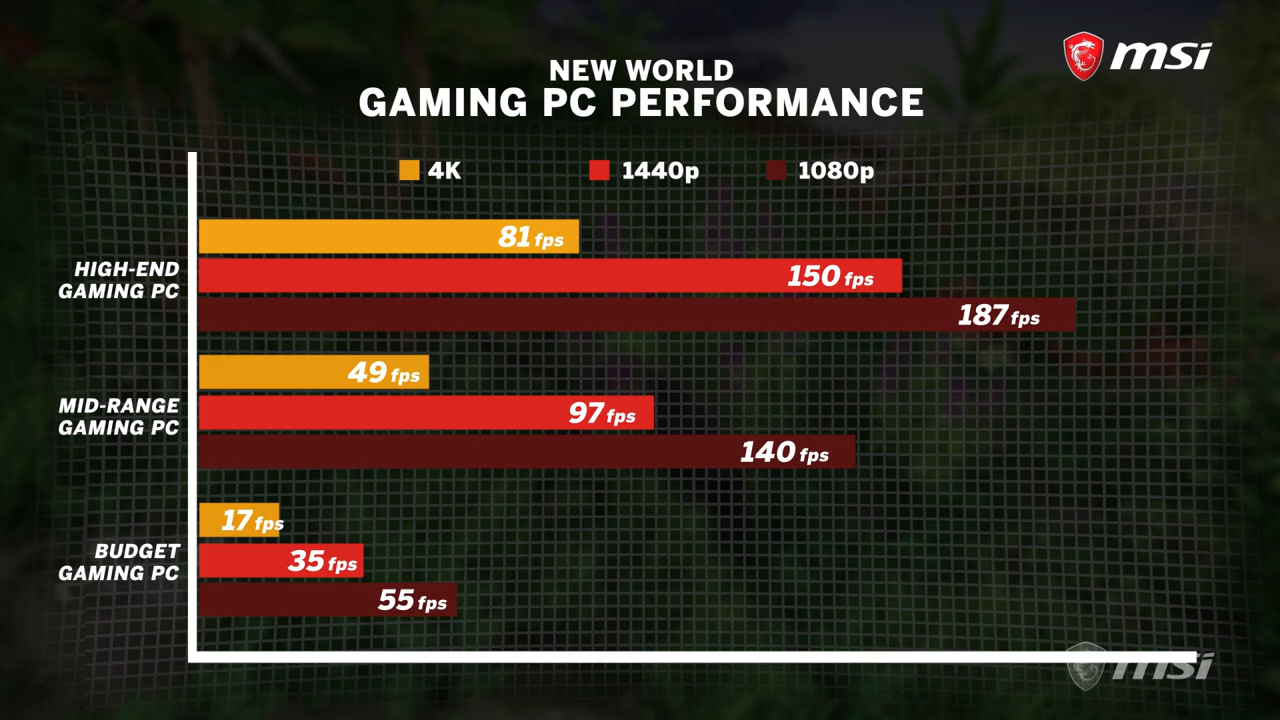 msi
NEW WORLD
GAMING PC PERFORMANCE
4K 1440p 1080p
HIGH-END
GAMING PC
81 fps
150 fps
187 fps
MID-RANGE
GAMING PC
49 fps
97 fps
140 fps
BUDGET
GAMING PC
17 fps
35 fps
55 fps
msi